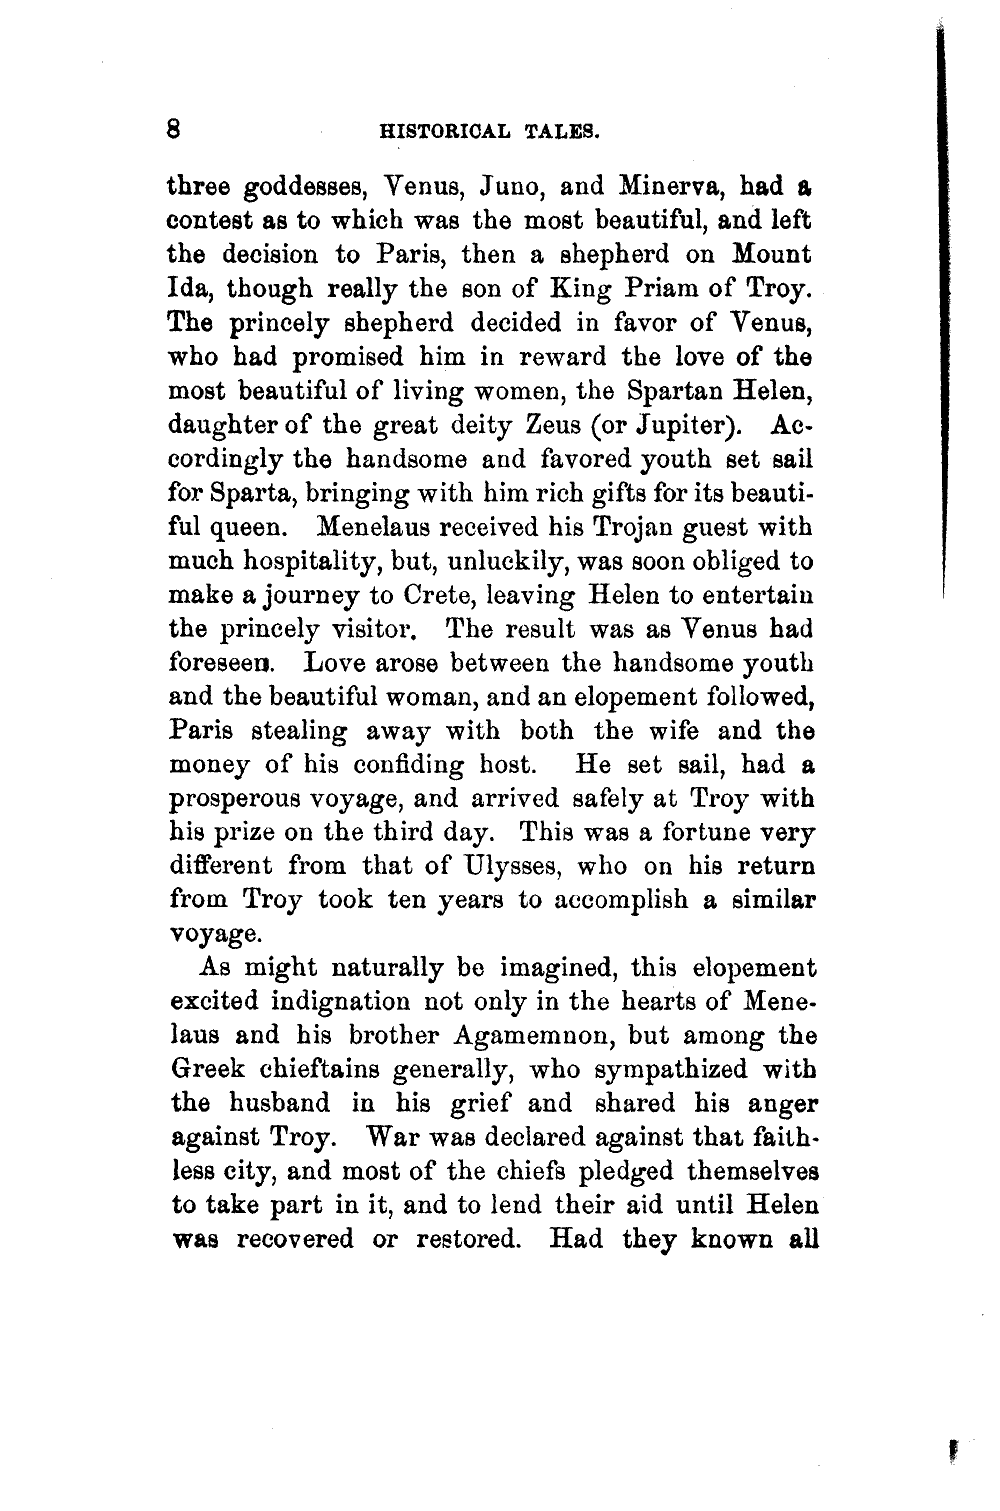 8 HISTORICAL TALES.
three goddesses, Venus, Juno, and Minerva, had a
contest as to which was the most beautiful, and left
the decision to Paris, then a shepherd on Mount
Ida, though really the son of King Priam of Troy.
The princely shepherd decided in favor of Venus,
who had promised him in reward the love of the
most beautiful of living women, the Spartan Helen,
daughter of the great deity Zeus (or Jupiter). Ac-
cordingly the handsome and favored youth set sail
for Sparta, bringing with him rich gifts for its beauti-
ful queen. Menelaus received his Trojan guest with
much hospitality, but, unluckily, was soon obliged to
make a journey to Crete, leaving Helen to entertain
the princely visitor. The result was as Venus had
foreseen. Love arose between the handsome youth
and the beautiful woman, and an elopement followed,
Paris stealing away with both the wife and the
money of his confiding host. He set sail, had a
prosperous voyage, and arrived safely at Troy with
his prize on the third day. This was a fortune very
different from that of Ulysses, who on his return
from Troy took ten years to accomplish a similar
voyage.
As might naturally be imagined, this elopement
excited indignation not only in the hearts of Mene-
laus and his brother Agamemnon, but among the
Greek chieftains generally, who sympathized with
the husband in his grief and shared his anger
against Troy. War was declared against that faith-
less city, and most of the chiefs pledged themselves
to take part in it, and to lend their aid until Helen
was recovered or restored. Had they known all